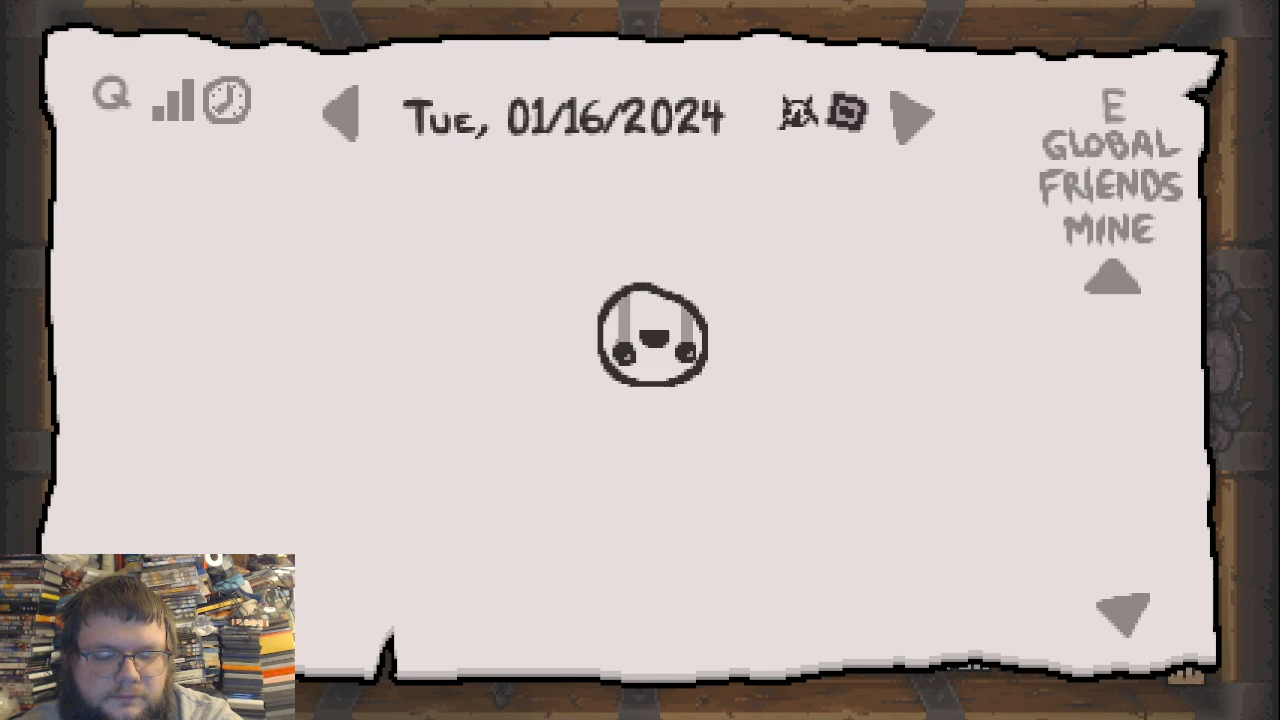 Q
Tue, 01/16/2024
E
GLOBAL
FRIENDS
MINE